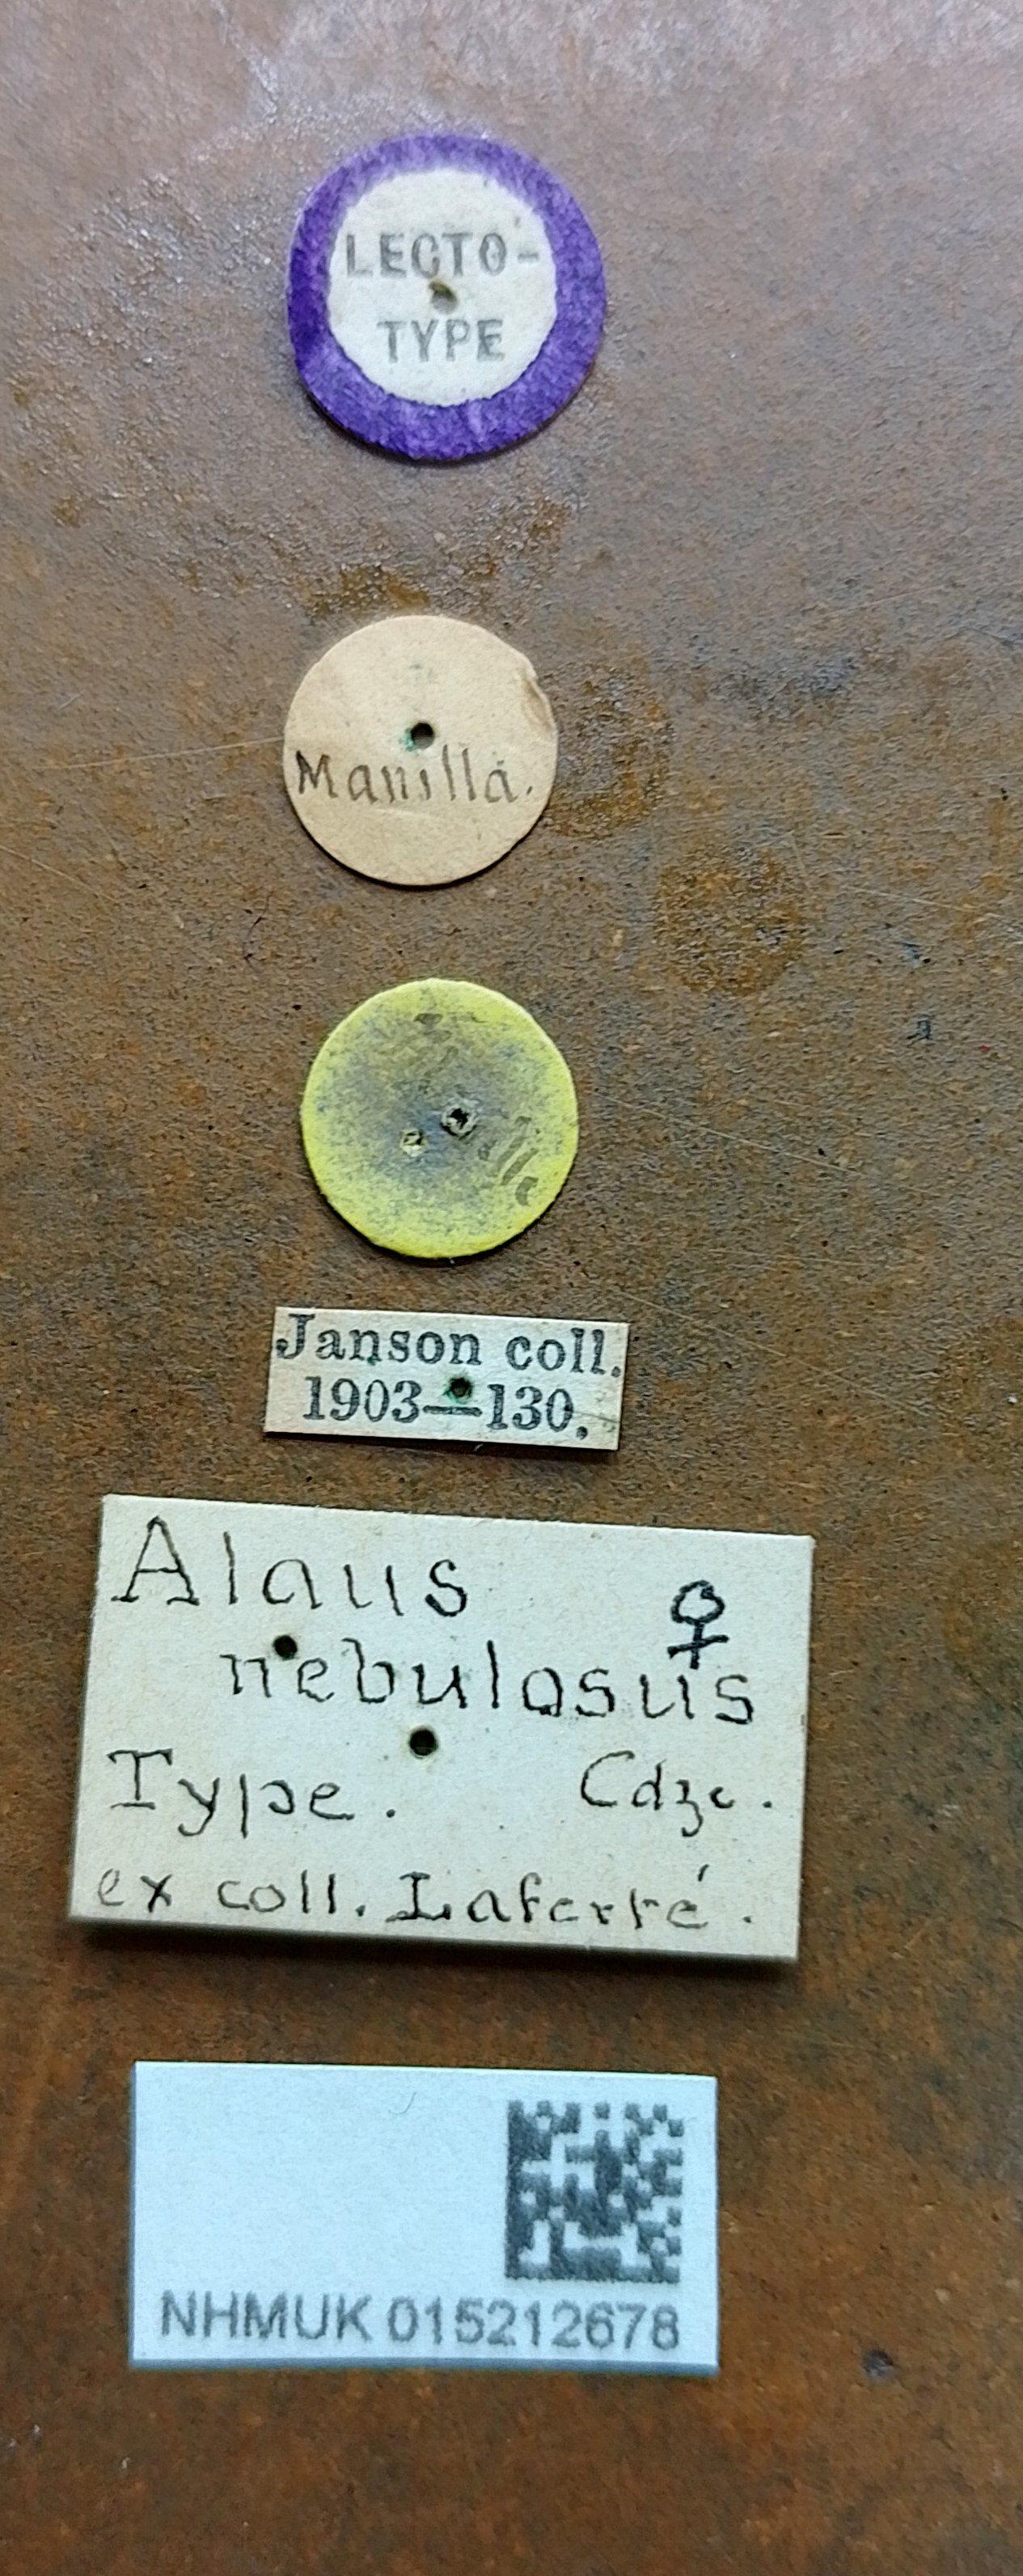 LECTO-
TYPE
Manilla.
Janson coll.
1903—130.
Alaus
♀
nebulosus
Type. Cdze.
ex coll. Laferté.
NHMUK 015212678